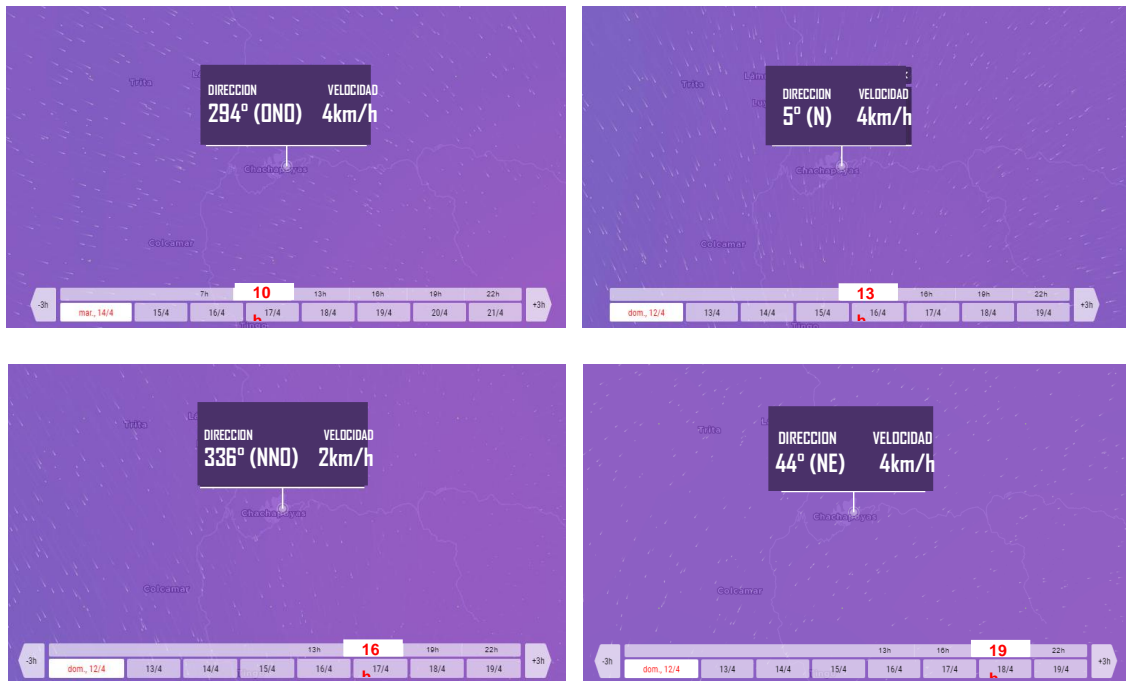 Trita
Lá
DIRECCION VELOCIDAD
294° (ONO) 4km/h
Chachapoyas
Colcamar
-3h
7h 10 13h 16h 19h 22h
h
mar., 14/4 15/4 16/4 17/4 18/4 19/4 20/4 21/4
+3h
Tingo
Trita
Lám
Luy
DIRECCION VELOCIDAD
5° (N) 4km/h
Chachapoyas
Colcamar
13 16h 19h 22h
h
dom., 12/4 13/4 14/4 15/4 16/4 17/4 18/4 19/4
+3h
Tingo
Trita
Lá
DIRECCION VELOCIDAD
336° (NNO) 2km/h
Chachapoyas
Colcamar
-3h
13h 16 19h 22h
h
dom., 12/4 13/4 14/4 15/4 16/4 17/4 18/4 19/4
+3h
Trita
L
DIRECCION VELOCIDAD
44° (NE) 4km/h
Chachapoyas
Colcamar
-3h
13h 16h 19 22h
h
dom., 12/4 13/4 14/4 15/4 16/4 17/4 18/4 19/4
+3h